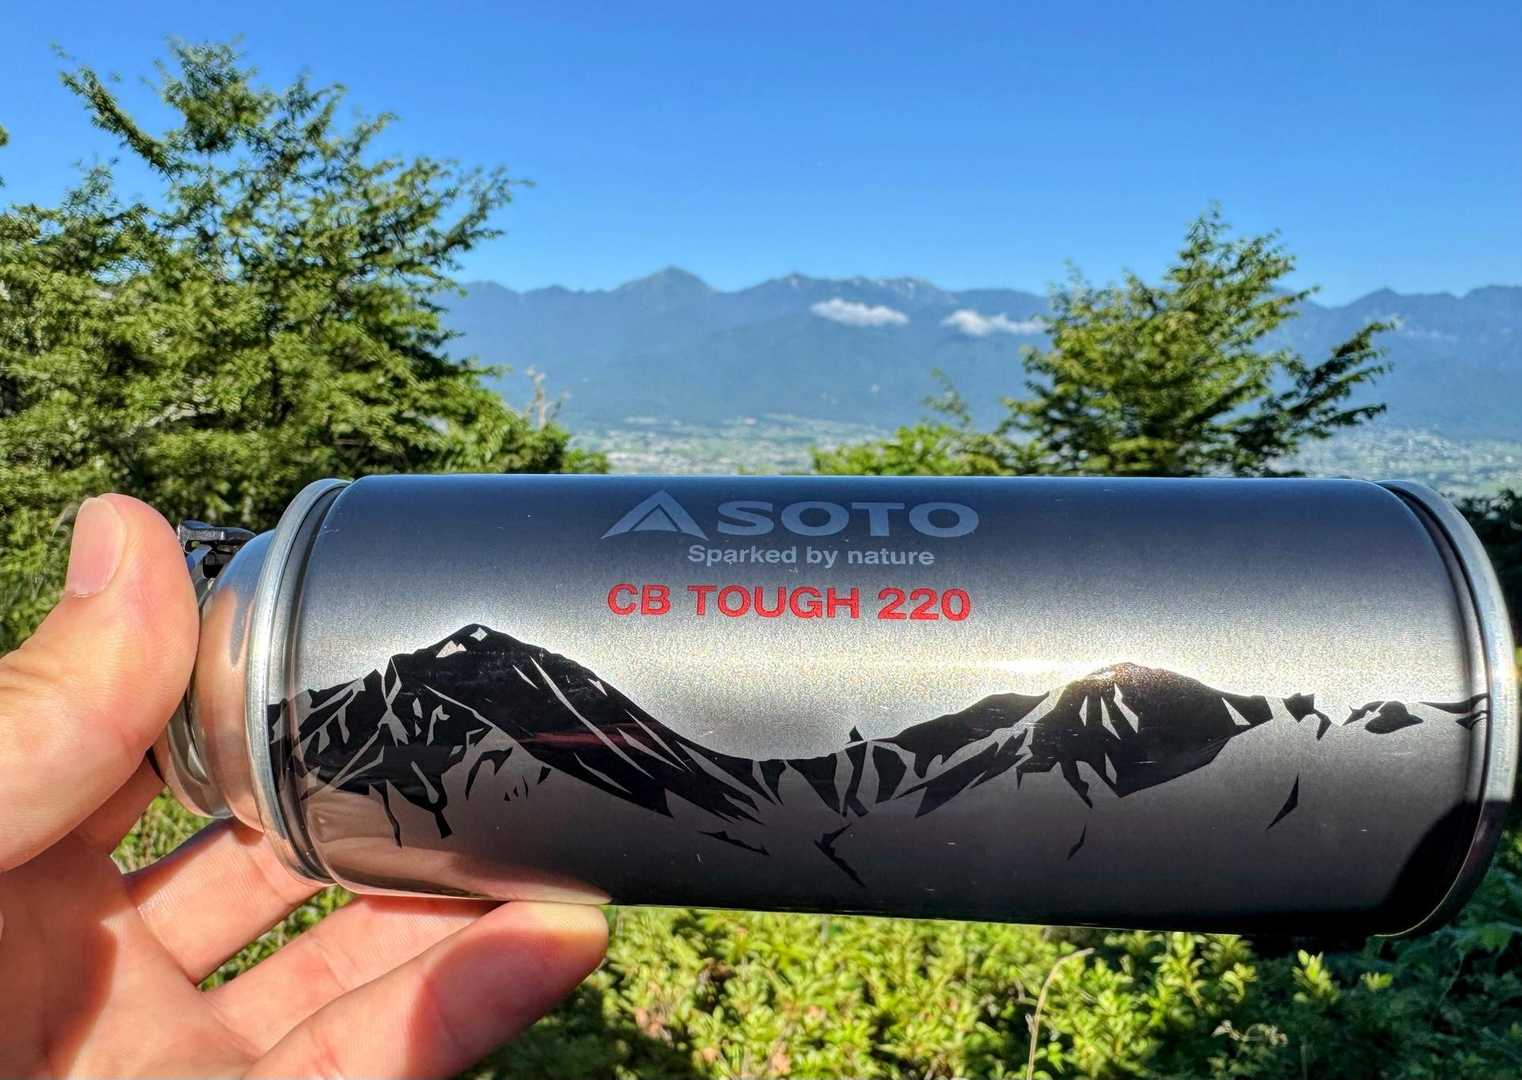 SOTO
Sparked by nature
CB TOUGH 220